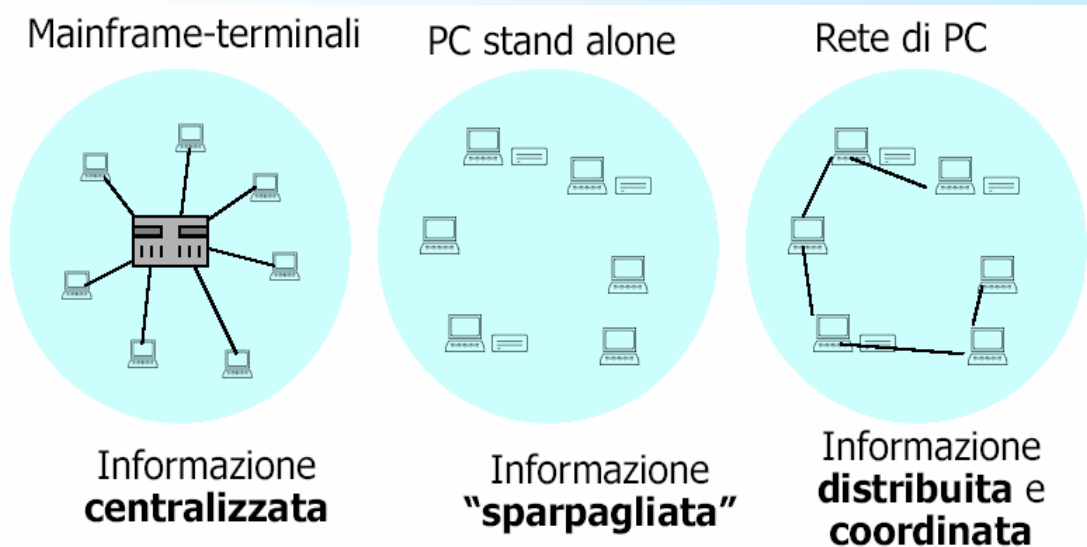 Mainframe-terminali
PC stand alone
Rete di PC
Informazione
centralizzata
Informazione
"sparpagliata"
Informazione
distribuita e
coordinata